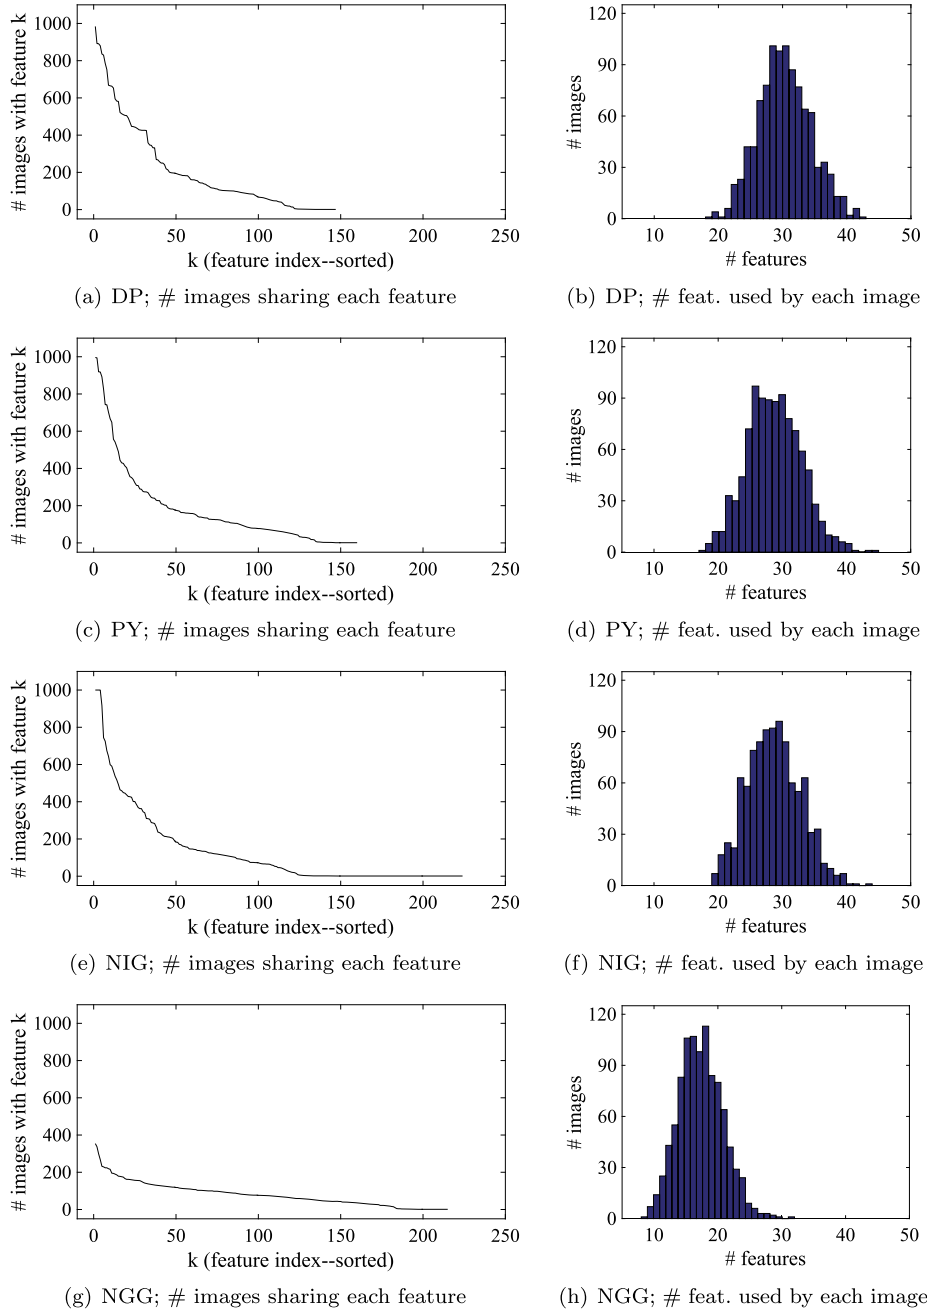 # images with feature k
1000
800
600
400
200
0
0 50 100 150 200 250
k (feature index--sorted)
(a) DP; # images sharing each feature
# images
120
90
60
30
0
10 20 30 40 50
# features
(b) DP; # feat. used by each image
# images with feature k
1000
800
600
400
200
0
0 50 100 150 200 250
k (feature index--sorted)
(c) PY; # images sharing each feature
# images
120
90
60
30
0
10 20 30 40 50
# features
(d) PY; # feat. used by each image
# images with feature k
1000
800
600
400
200
0
0 50 100 150 200 250
k (feature index--sorted)
(e) NIG; # images sharing each feature
# images
120
90
60
30
0
10 20 30 40 50
# features
(f) NIG; # feat. used by each image
# images with feature k
1000
800
600
400
200
0
0 50 100 150 200 250
k (feature index--sorted)
(g) NGG; # images sharing each feature
# images
120
90
60
30
0
10 20 30 40 50
# features
(h) NGG; # feat. used by each image